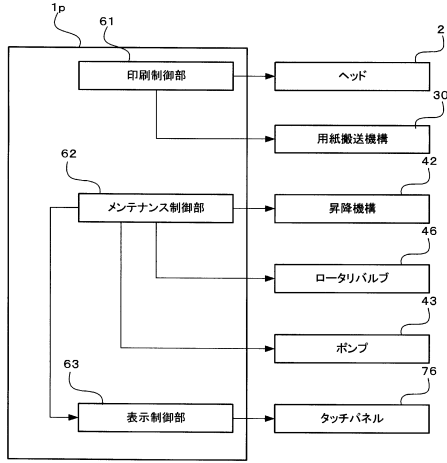 1p
61
2
印刷制御部
ヘッド
30
用紙搬送機構
62
42
メンテナンス制御部
昇降機構
46
ロータリバルブ
43
ポンプ
63
76
表示制御部
タッチパネル